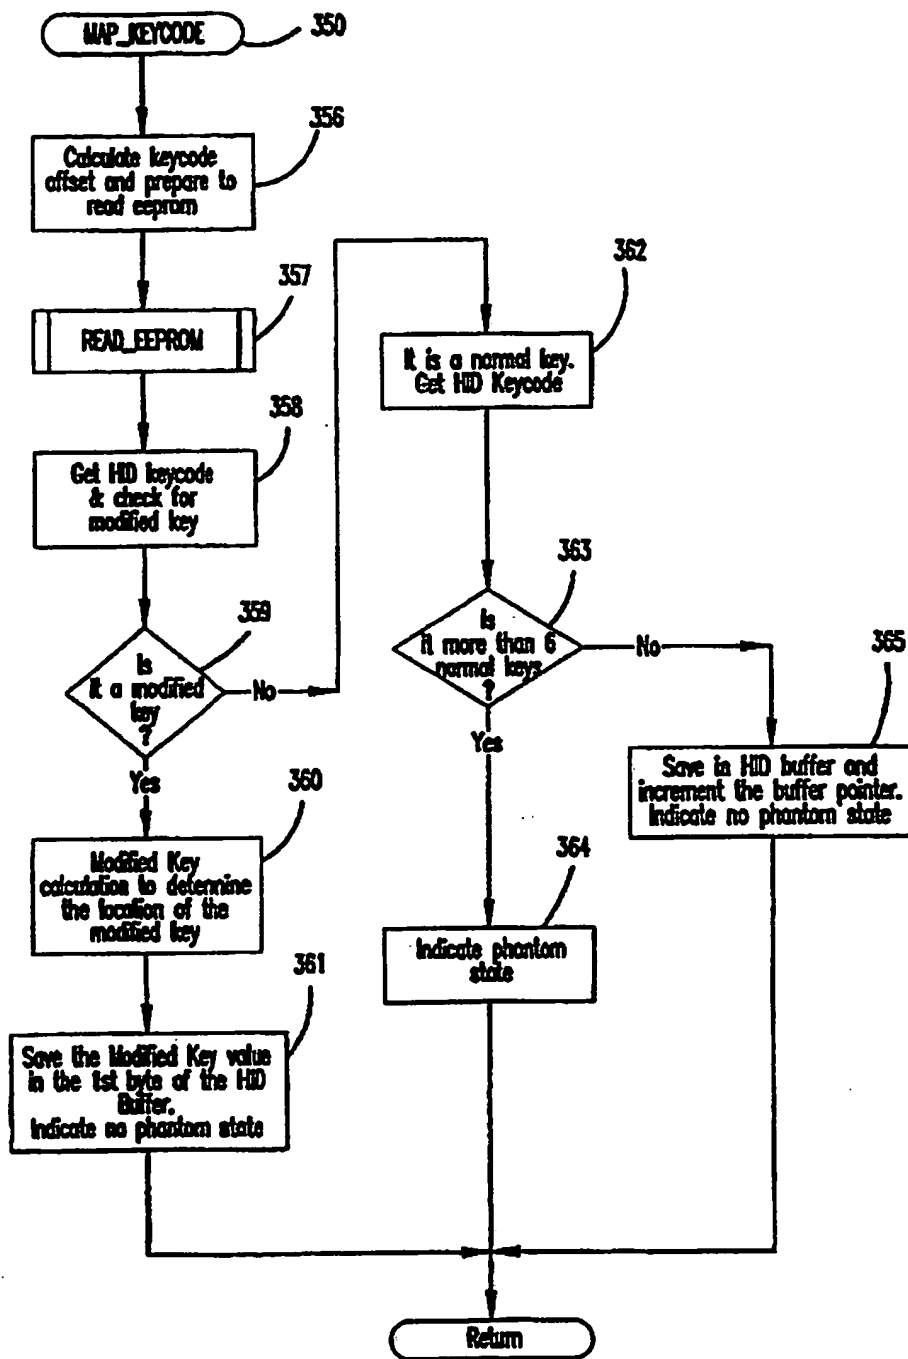 MAP_KEYCODE
350
356
Calculate keycode
offset and prepare to
read eeprom
357
READ_EEPROM
358
Get HID keycode
& check for
modified key
359
Is
it a modified
key
?
No
Yes
360
Modified Key
calculation to determine
the location of the
modified key
361
Save the Modified Key value
in the 1st byte of the HID
Buffer.
Indicate no phantom state
362
It is a normal key.
Get HID Keycode
363
Is
it more than 6
normal keys
?
No
Yes
364
Indicate phantom
state
365
Save in HID buffer and
increment the buffer pointer.
Indicate no phantom state
Return